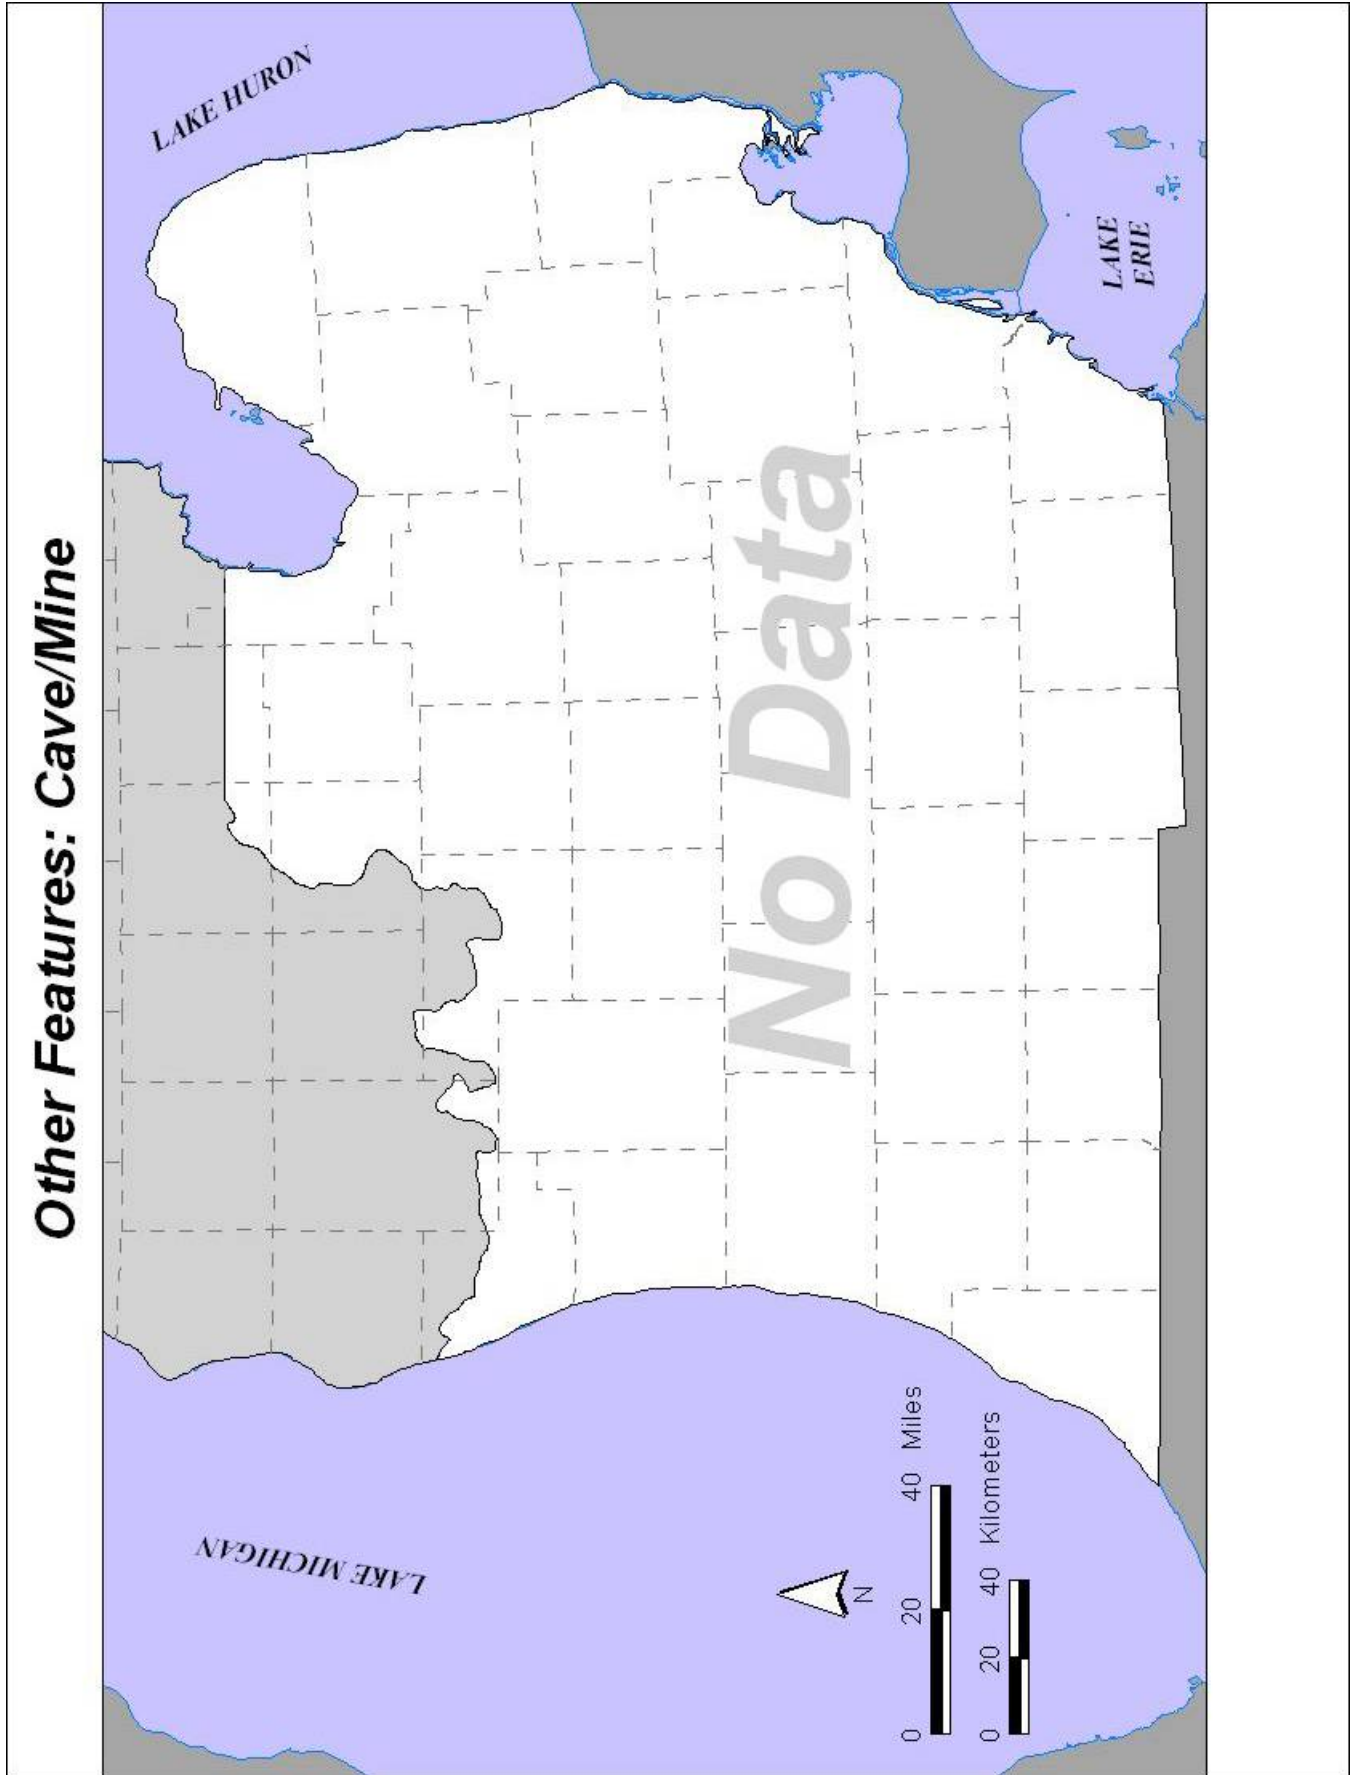 Other Features: Cave/Mine
LAKE HURON
LAKE MICHIGAN
LAKE
ERIE
No Data
N
0 20 40 Miles
0 20 40 Kilometers